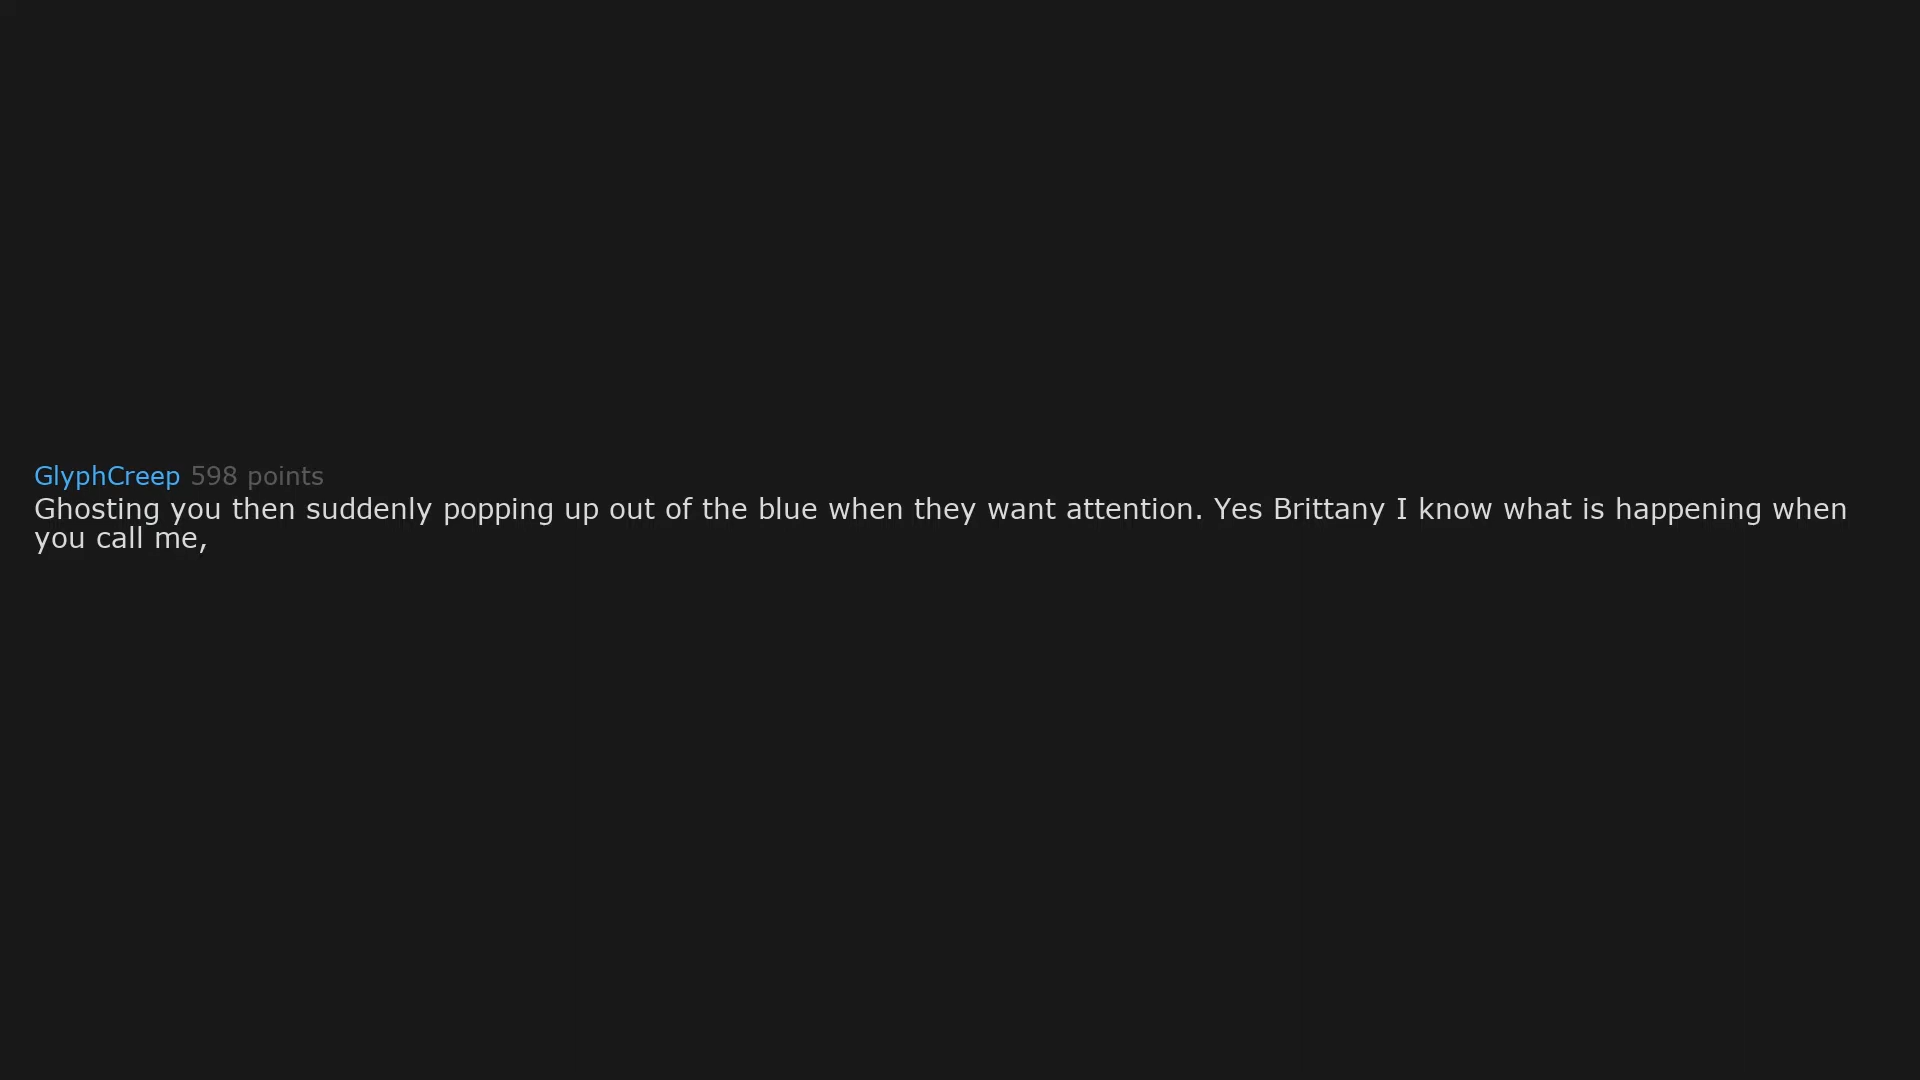 GlyphCreep 598 points
Ghosting you then suddenly popping up out of the blue when they want attention. Yes Brittany I know what is happening when
you call me,